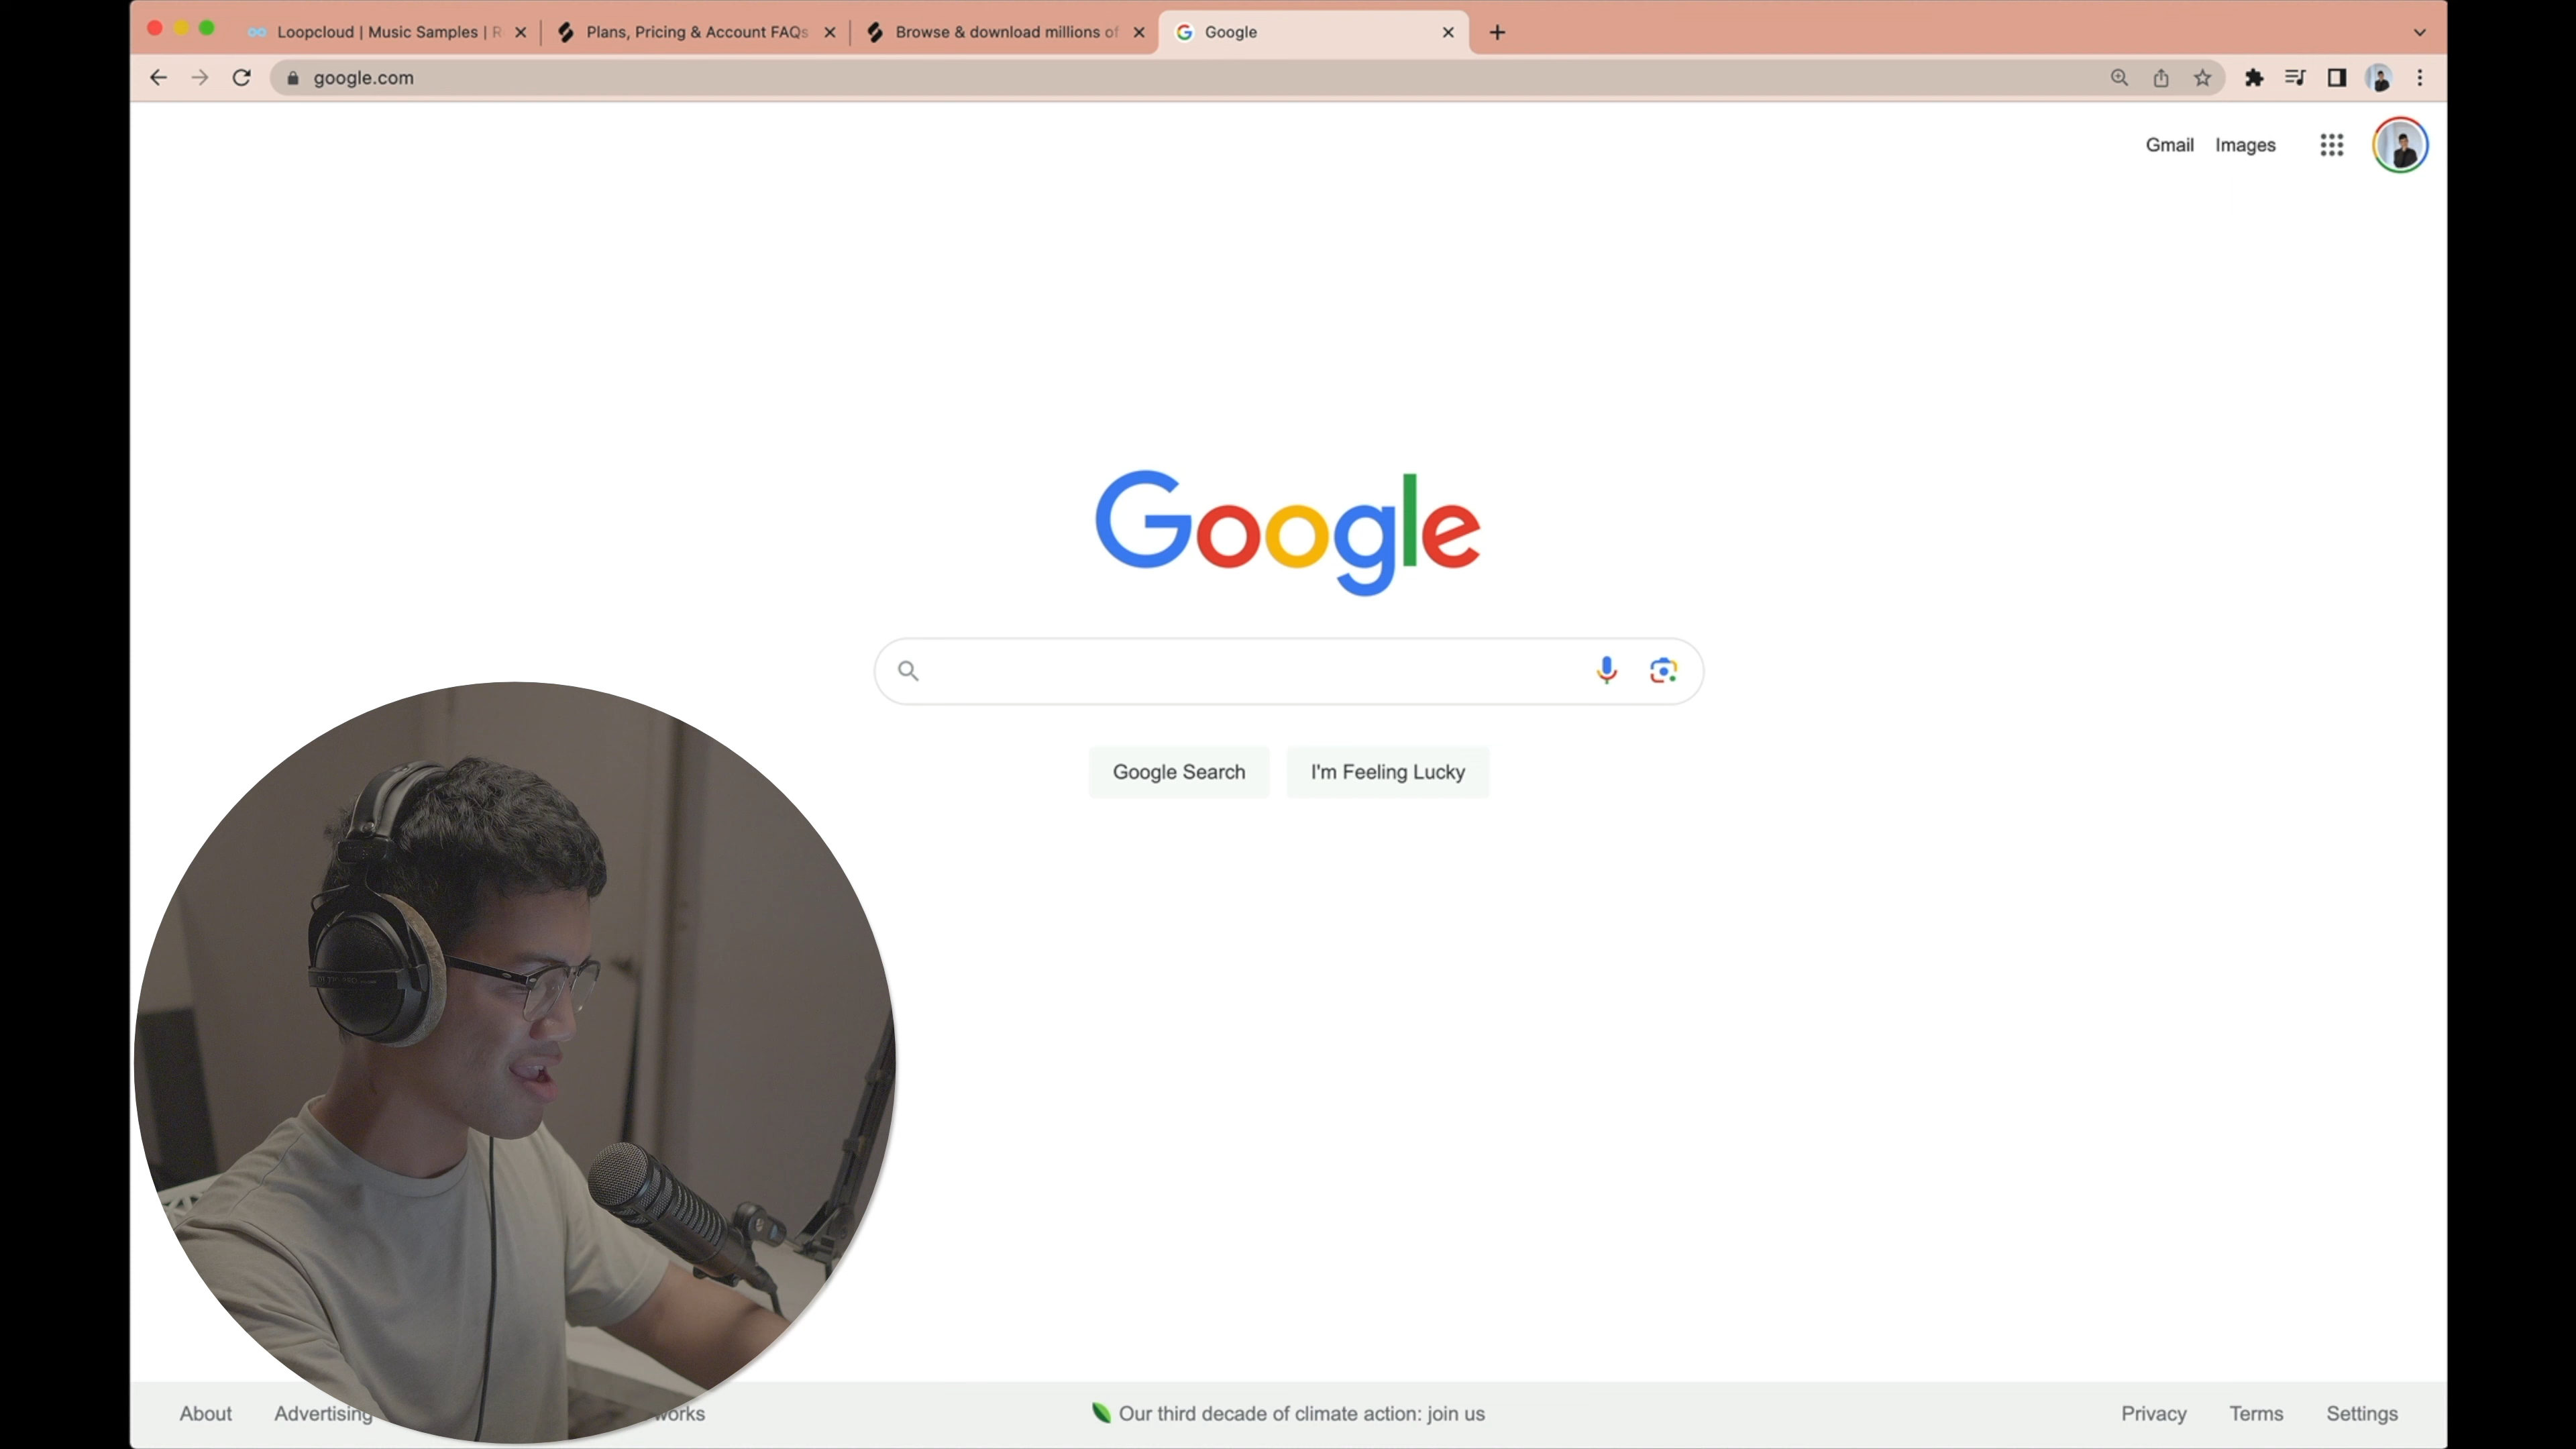 Loopcloud | Music Samples | R
Plans, Pricing & Account FAQs
Browse & download millions of
Google
google.com
Gmail
Images
Google
Google Search
I'm Feeling Lucky
About
Advertising
works
Our third decade of climate action: join us
Privacy
Terms
Settings